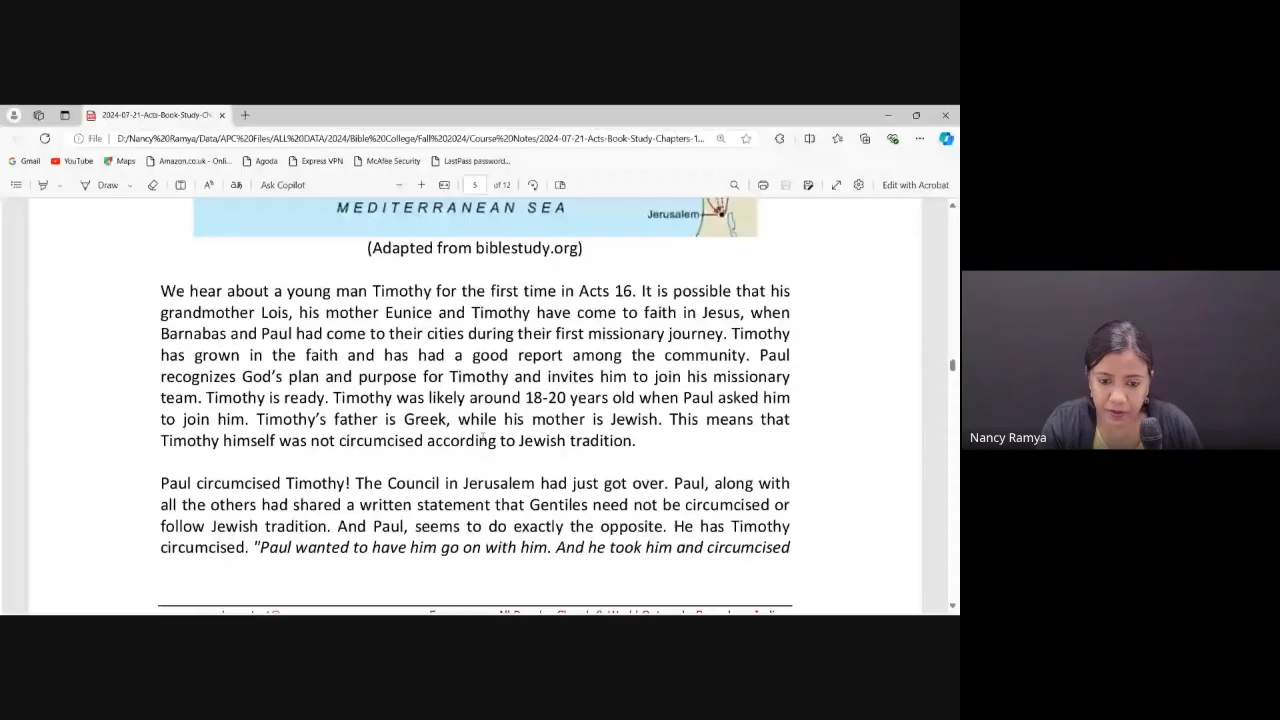 2024-07-21-Acts-Book-Study-Ch
File
D:/Nancy%20Ramya/Data/APC%20Files/ALL%20DATA/2024/Bible%20College/Fall%202024/Course%20Notes/2024-07-21-Acts-Book-Study-Chapters-1...
Gmail YouTube Maps Amazon.co.uk - Onli... Agoda Express VPN McAfee Security LastPass password...
Draw Ask Copilot 5 of 12 Edit with Acrobat
MEDITERRANEAN SEA
Jerusalem
(Adapted from biblestudy.org)
We hear about a young man Timothy for the first time in Acts 16. It is possible that his
grandmother Lois, his mother Eunice and Timothy have come to faith in Jesus, when
Barnabas and Paul had come to their cities during their first missionary journey. Timothy
has grown in the faith and has had a good report among the community. Paul
recognizes God's plan and purpose for Timothy and invites him to join his missionary
team. Timothy is ready. Timothy was likely around 18-20 years old when Paul asked him
to join him. Timothy's father is Greek, while his mother is Jewish. This means that
Timothy himself was not circumcised according to Jewish tradition.
Paul circumcised Timothy! The Council in Jerusalem had just got over. Paul, along with
all the others had shared a written statement that Gentiles need not be circumcised or
follow Jewish tradition. And Paul, seems to do exactly the opposite. He has Timothy
circumcised. "Paul wanted to have him go on with him. And he took him and circumcised
Nancy Ramya